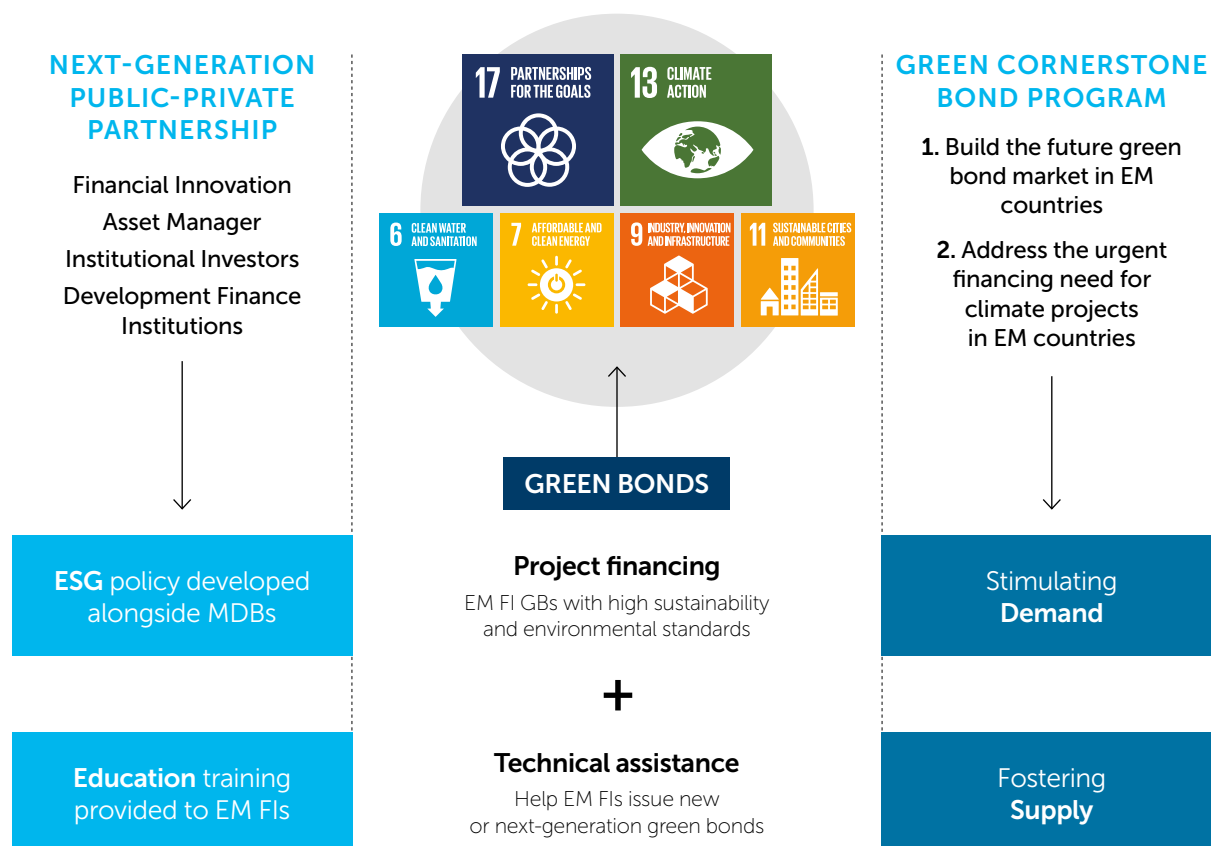 NEXT-GENERATION
PUBLIC-PRIVATE
PARTNERSHIP
Financial Innovation
Asset Manager
Institutional Investors
Development Finance
Institutions
ESG policy developed
alongside MDBs
Education training
provided to EM FIs
17 PARTNERSHIPS
FOR THE GOALS
13 CLIMATE
ACTION
6 CLEAN WATER
AND SANITATION
7 AFFORDABLE AND
CLEAN ENERGY
9 INDUSTRY, INNOVATION
AND INFRASTRUCTURE
11 SUSTAINABLE CITIES
AND COMMUNITIES
GREEN BONDS
Project financing
EM FI GBs with high sustainability
and environmental standards
+
Technical assistance
Help EM FIs issue new
or next-generation green bonds
GREEN CORNERSTONE
BOND PROGRAM
1. Build the future green
bond market in EM
countries
2. Address the urgent
financing need for
climate projects
in EM countries
Stimulating
Demand
Fostering
Supply